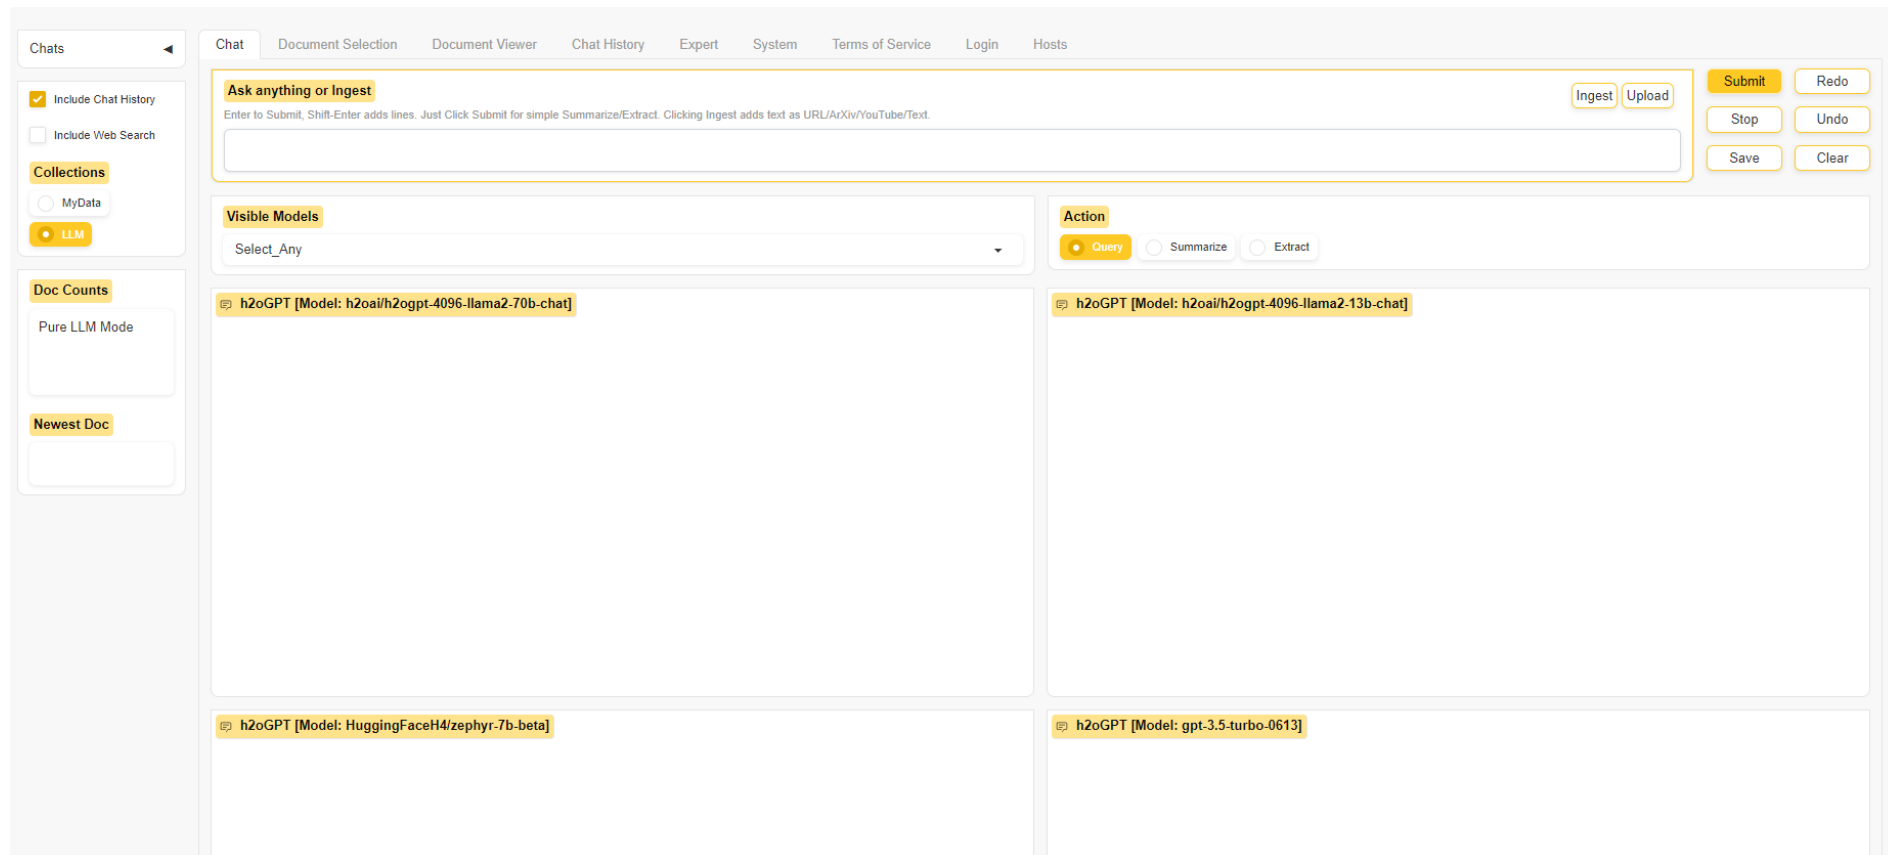 Chats ◄
Include Chat History
Include Web Search
Collections
MyData
LLM
Doc Counts
Pure LLM Mode
Newest Doc
Chat Document Selection Document Viewer Chat History Expert System Terms of Service Login Hosts
Ask anything or Ingest
Enter to Submit, Shift-Enter adds lines. Just Click Submit for simple Summarize/Extract. Clicking Ingest adds text as URL/ArXiv/YouTube/Text.
Ingest Upload
Submit Redo
Stop Undo
Save Clear
Visible Models
Select_Any
Action
Query Summarize Extract
h2oGPT [Model: h2oai/h2ogpt-4096-llama2-70b-chat]
h2oGPT [Model: h2oai/h2ogpt-4096-llama2-13b-chat]
h2oGPT [Model: HuggingFaceH4/zephyr-7b-beta]
h2oGPT [Model: gpt-3.5-turbo-0613]